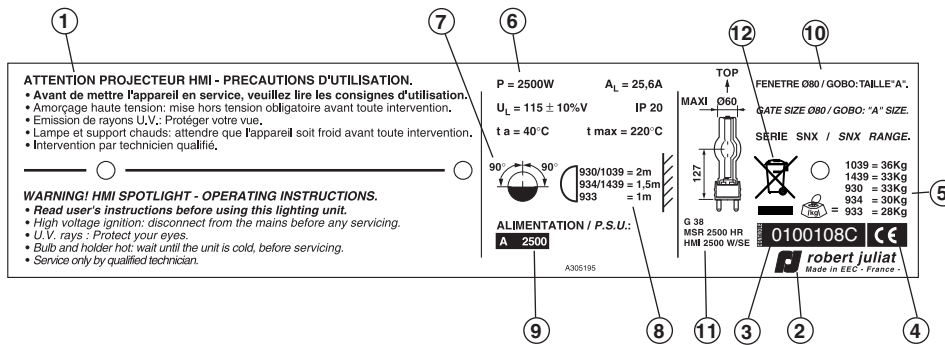 1
7
6
12
10
ATTENTION PROJECTEUR HMI - PRECAUTIONS D'UTILISATION.
• Avant de mettre l'appareil en service, veuillez lire les consignes d'utilisation.
• Amorçage haute tension: mise hors tension obligatoire avant toute intervention.
• Emission de rayons U.V.: Protéger votre vue.
• Lampe et support chauds: attendre que l'appareil soit froid avant toute intervention.
• Intervention par technicien qualifié.
WARNING! HMI SPOTLIGHT - OPERATING INSTRUCTIONS.
• Read user's instructions before using this lighting unit.
• High voltage ignition: disconnect from the mains before any servicing.
• U.V. rays : Protect your eyes.
• Bulb and holder hot: wait until the unit is cold, before servicing.
• Service only by qualified technician.
P = 2500W AL = 25,6A
UL = 115 ± 10%V IP 20
t a = 40°C t max = 220°C
90° 90°
930/1039 = 2m
934/1439 = 1,5m
933 = 1m
ALIMENTATION / P.S.U.:
A 2500
A305195
TOP
MAXI Ø60
127
G 38
MSR 2500 HR
HMI 2500 W/SE
FENETRE Ø80 / GOBO: TAILLE "A".
GATE SIZE Ø80 / GOBO: "A" SIZE.
SERIE SNX / SNX RANGE.
1039 = 36Kg
1439 = 33Kg
930 = 33Kg
934 = 30Kg
933 = 28Kg
(kg) =
0100108C CE
robert juliat
Made in EEC - France -
5
9
8
11
3
2
4